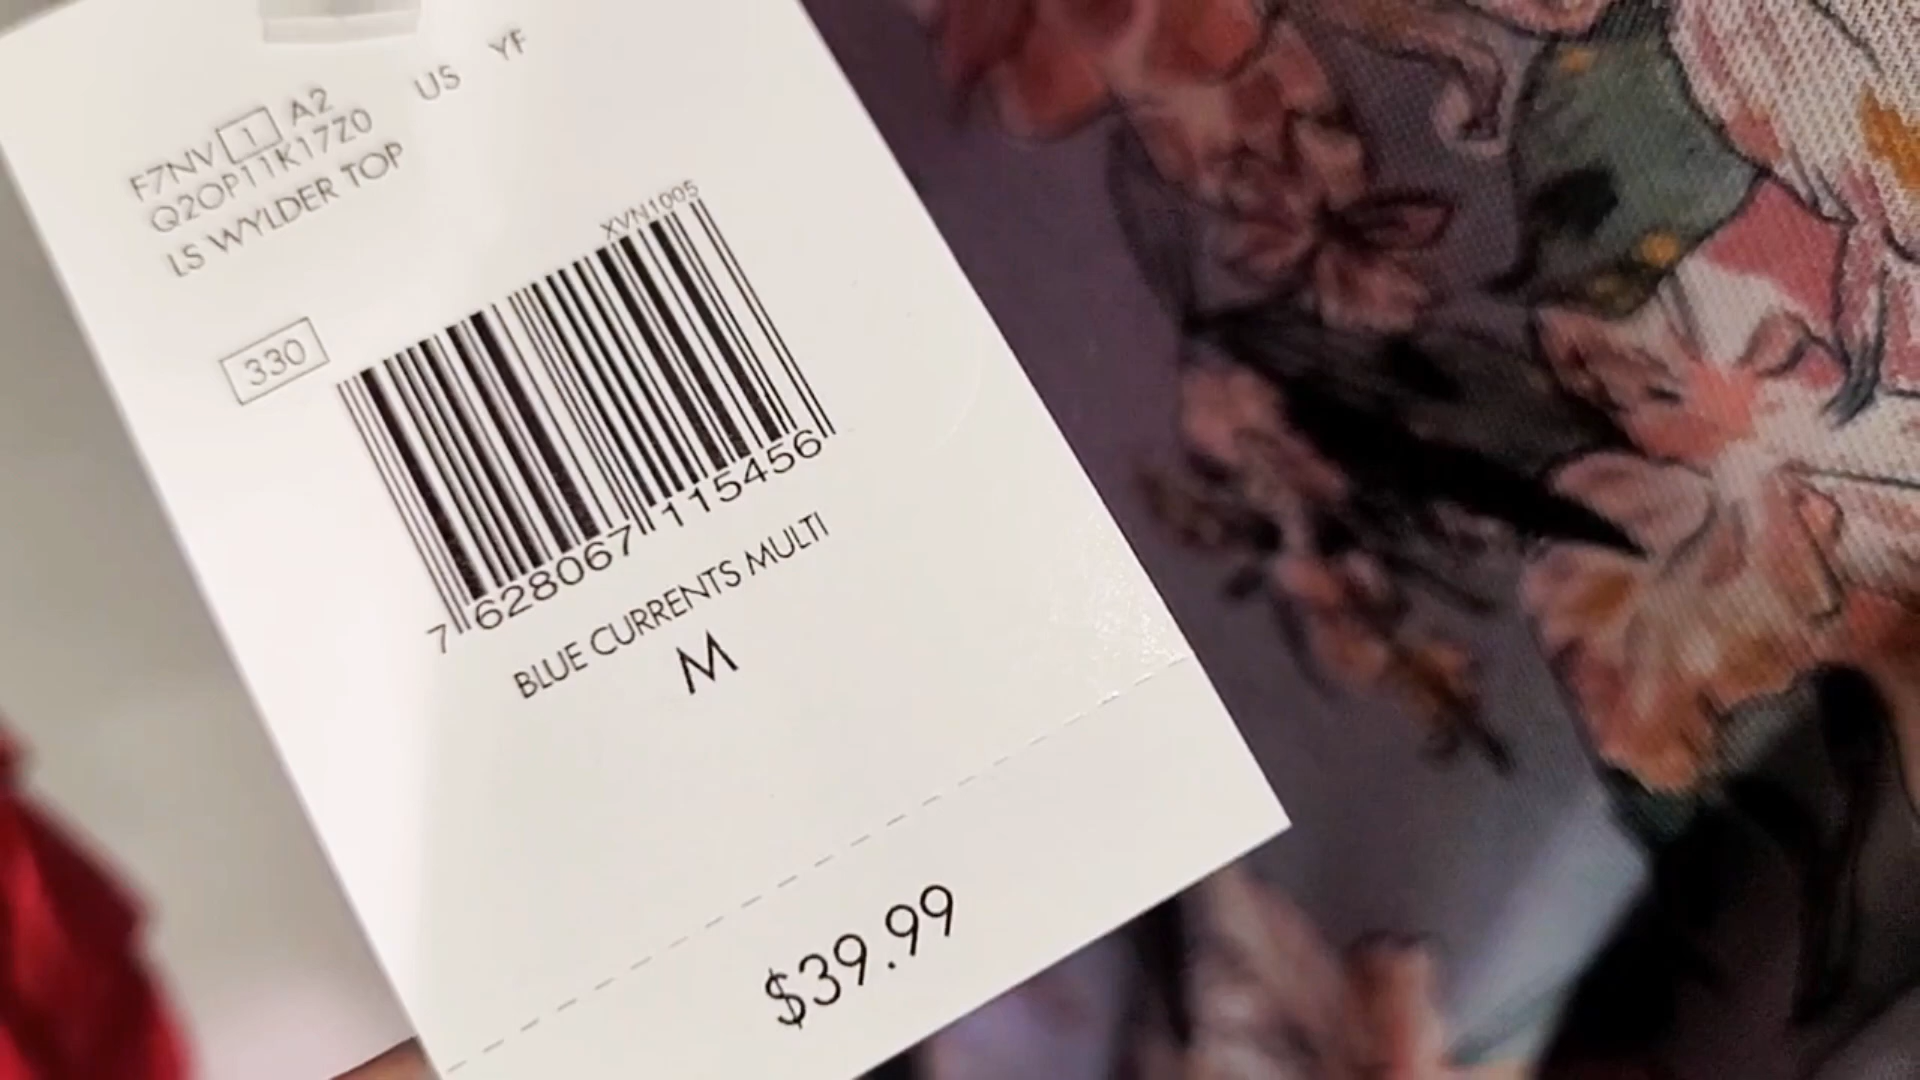 F7NV 1 A2 US YF
Q2OP11K17Z0
LS WYLDER TOP
XVN1005
330
7 628067 115456
BLUE CURRENTS MULTI
M
$39.99